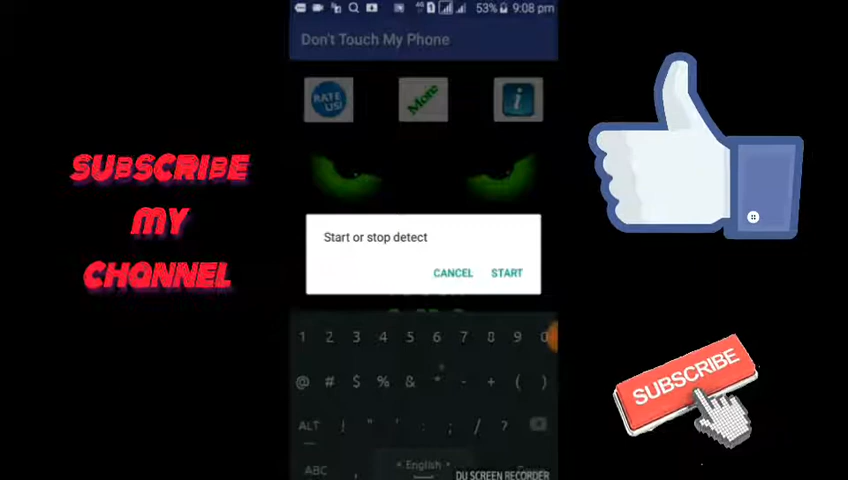 53% 9:08 pm
Don't Touch My Phone
RATE US!
More
i
SUBSCRIBE
MY
CHANNEL
Start or stop detect
CANCEL START
1 2 3 4 5 6 7 8 9 0
@ # $ % & * - + ( )
ALT ! " ' : ; / ?
ABC , English
DU SCREEN RECORDER
SUBSCRIBE